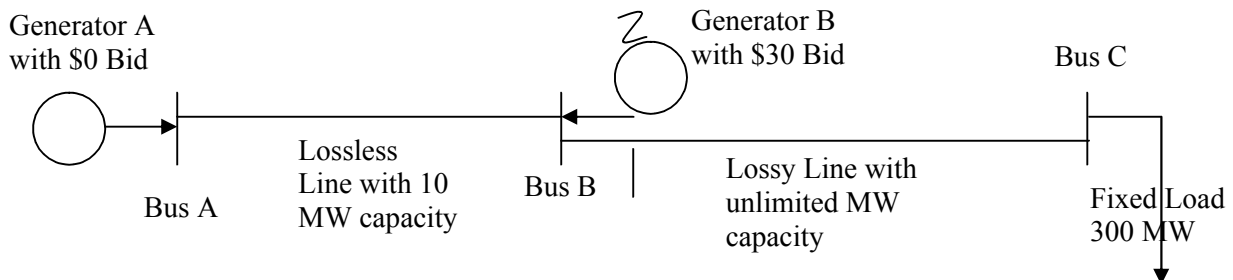 Generator A
with $0 Bid
Generator B
with $30 Bid
Bus C
Lossless
Line with 10
MW capacity
Bus A
Bus B
Lossy Line with
unlimited MW
capacity
Fixed Load
300 MW